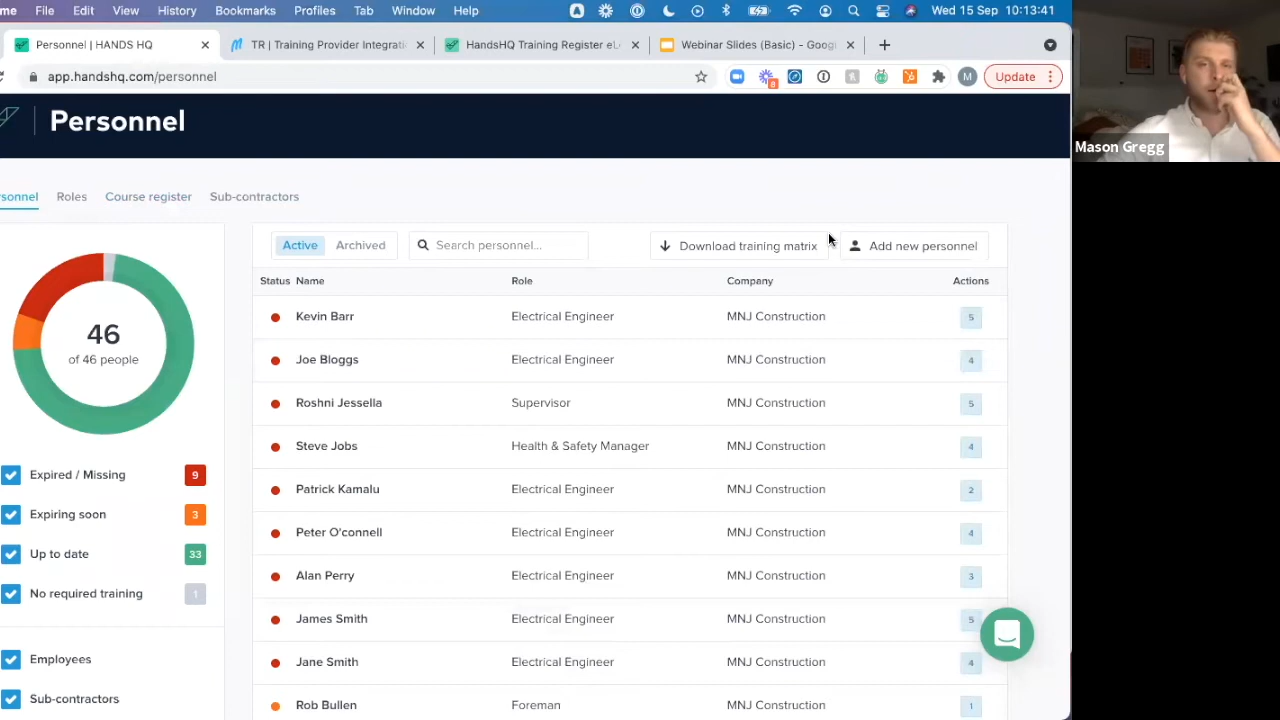 me File Edit View History Bookmarks Profiles Tab Window Help Wed 15 Sep 10:13:41
Personnel | HANDS HQ TR | Training Provider Integrati HandsHQ Training Register eL Webinar Slides (Basic) – Goog
app.handshq.com/personnel 8 M Update
Personnel
Mason Gregg
rsonnel Roles Course register Sub-contractors
Active Archived Search personnel... Download training matrix Add new personnel
Status Name Role Company Actions
Kevin Barr Electrical Engineer MNJ Construction 5
46
of 46 people
Joe Bloggs Electrical Engineer MNJ Construction 4
Roshni Jessella Supervisor MNJ Construction 5
Steve Jobs Health & Safety Manager MNJ Construction 4
Expired / Missing 9
Patrick Kamalu Electrical Engineer MNJ Construction 2
Expiring soon 3
Peter O'connell Electrical Engineer MNJ Construction 4
Up to date 33
Alan Perry Electrical Engineer MNJ Construction 3
No required training 1
James Smith Electrical Engineer MNJ Construction 5
Employees
Jane Smith Electrical Engineer MNJ Construction 4
Sub-contractors
Rob Bullen Foreman MNJ Construction 1